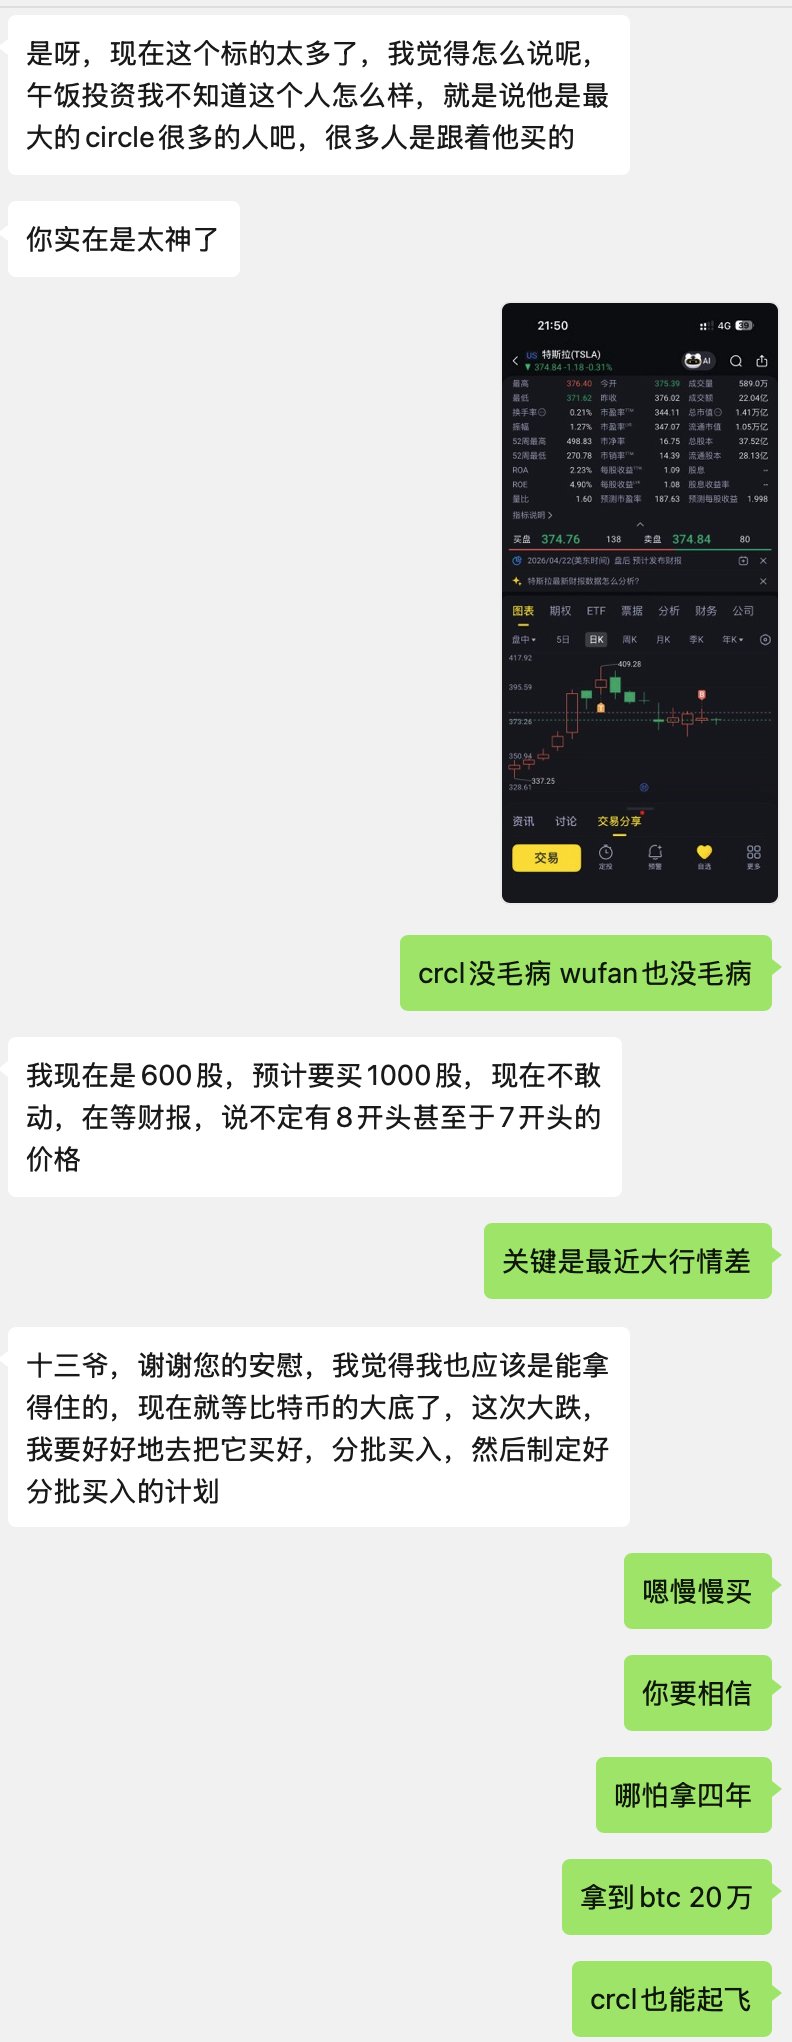 是呀，现在这个标的太多了，我觉得怎么说呢，
午饭投资我不知道这个人怎么样，就是说他是最
大的circle很多的人吧，很多人是跟着他买的
你实在是太神了
21:50
4G 39
US 特斯拉(TSLA)
AI
374.84 -1.18 -0.31%
最高 376.40 今开 375.39 成交量 589.0万
最低 371.62 昨收 376.02 成交额 22.04亿
换手率 0.21% 市盈率TTM 344.11 总市值 1.41万亿
振幅 1.27% 市盈率 347.07 流通市值 1.05万亿
52周最高 498.83 市净率 16.75 总股本 37.52亿
52周最低 270.78 市销率TTM 14.39 流通股本 28.13亿
ROA 2.23% 每股收益TTM 1.09 股息 --
ROE 4.90% 每股收益 1.08 股息收益率 --
量比 1.60 预测市盈率 187.63 预测每股收益 1.998
指标说明
买盘 374.76 138 卖盘 374.84 80
2026/04/22(美东时间) 盘后 预计发布财报
特斯拉最新财报数据怎么分析?
图表 期权 ETF 票据 分析 财务 公司
盘中 5日 日K 周K 月K 季K 年K
417.92
409.28
395.59
B
373.26
350.94
337.25
328.61
资讯 讨论 交易分享
交易 定投 预警 自选 更多
crcl没毛病 wufan也没毛病
我现在是600股，预计要买1000股，现在不敢
动，在等财报，说不定有8开头甚至于7开头的
价格
关键是最近大行情差
十三爷，谢谢您的安慰，我觉得我也应该是能拿
得住的，现在就等比特币的大底了，这次大跌，
我要好好地去把它买好，分批买入，然后制定好
分批买入的计划
嗯慢慢买
你要相信
哪怕拿四年
拿到btc 20万
crcl也能起飞